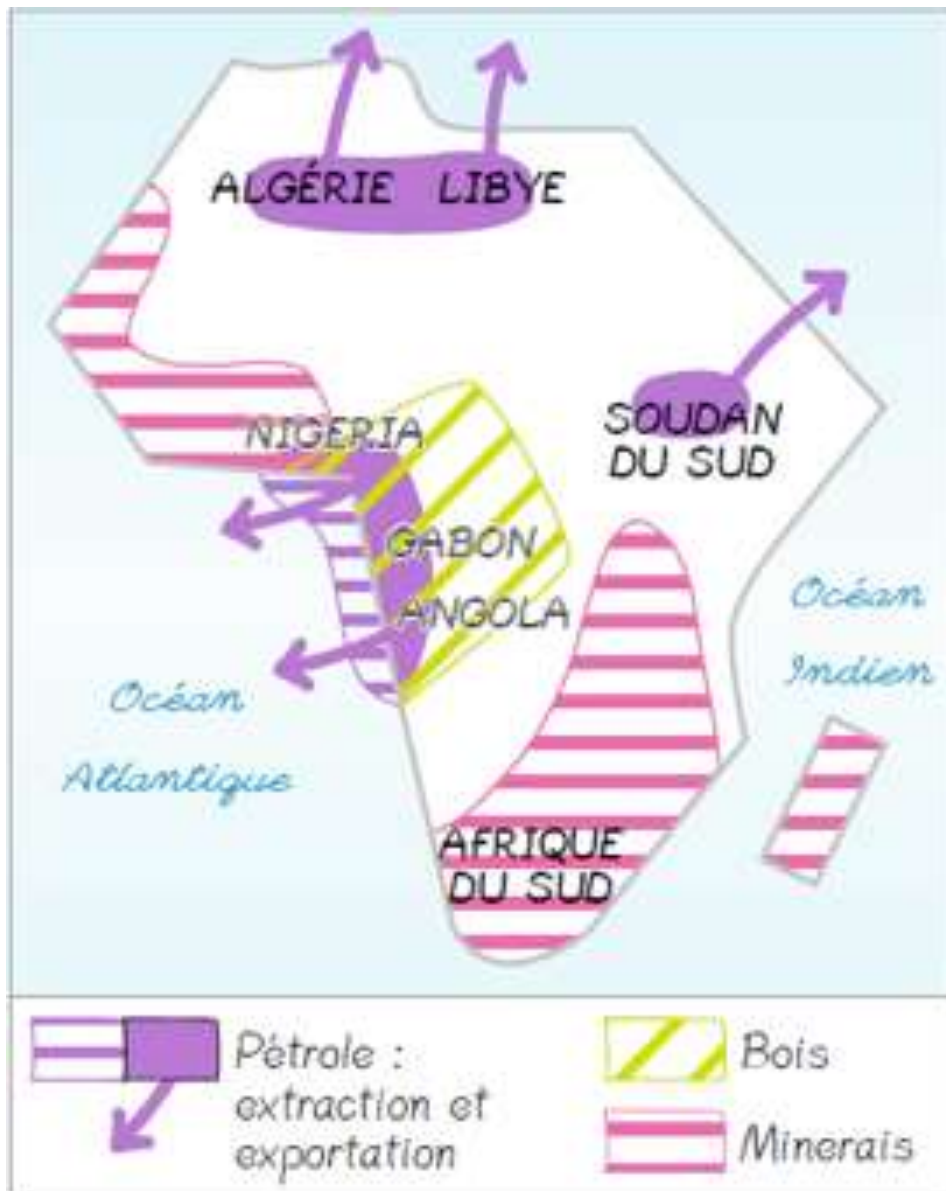 ALGÉRIE LIBYE
SOUDAN
DU SUD
NIGERIA
GABON
ANGOLA
Océan
Indien
Océan
Atlantique
AFRIQUE
DU SUD
Pétrole :
extraction et
exportation
Bois
Minerais